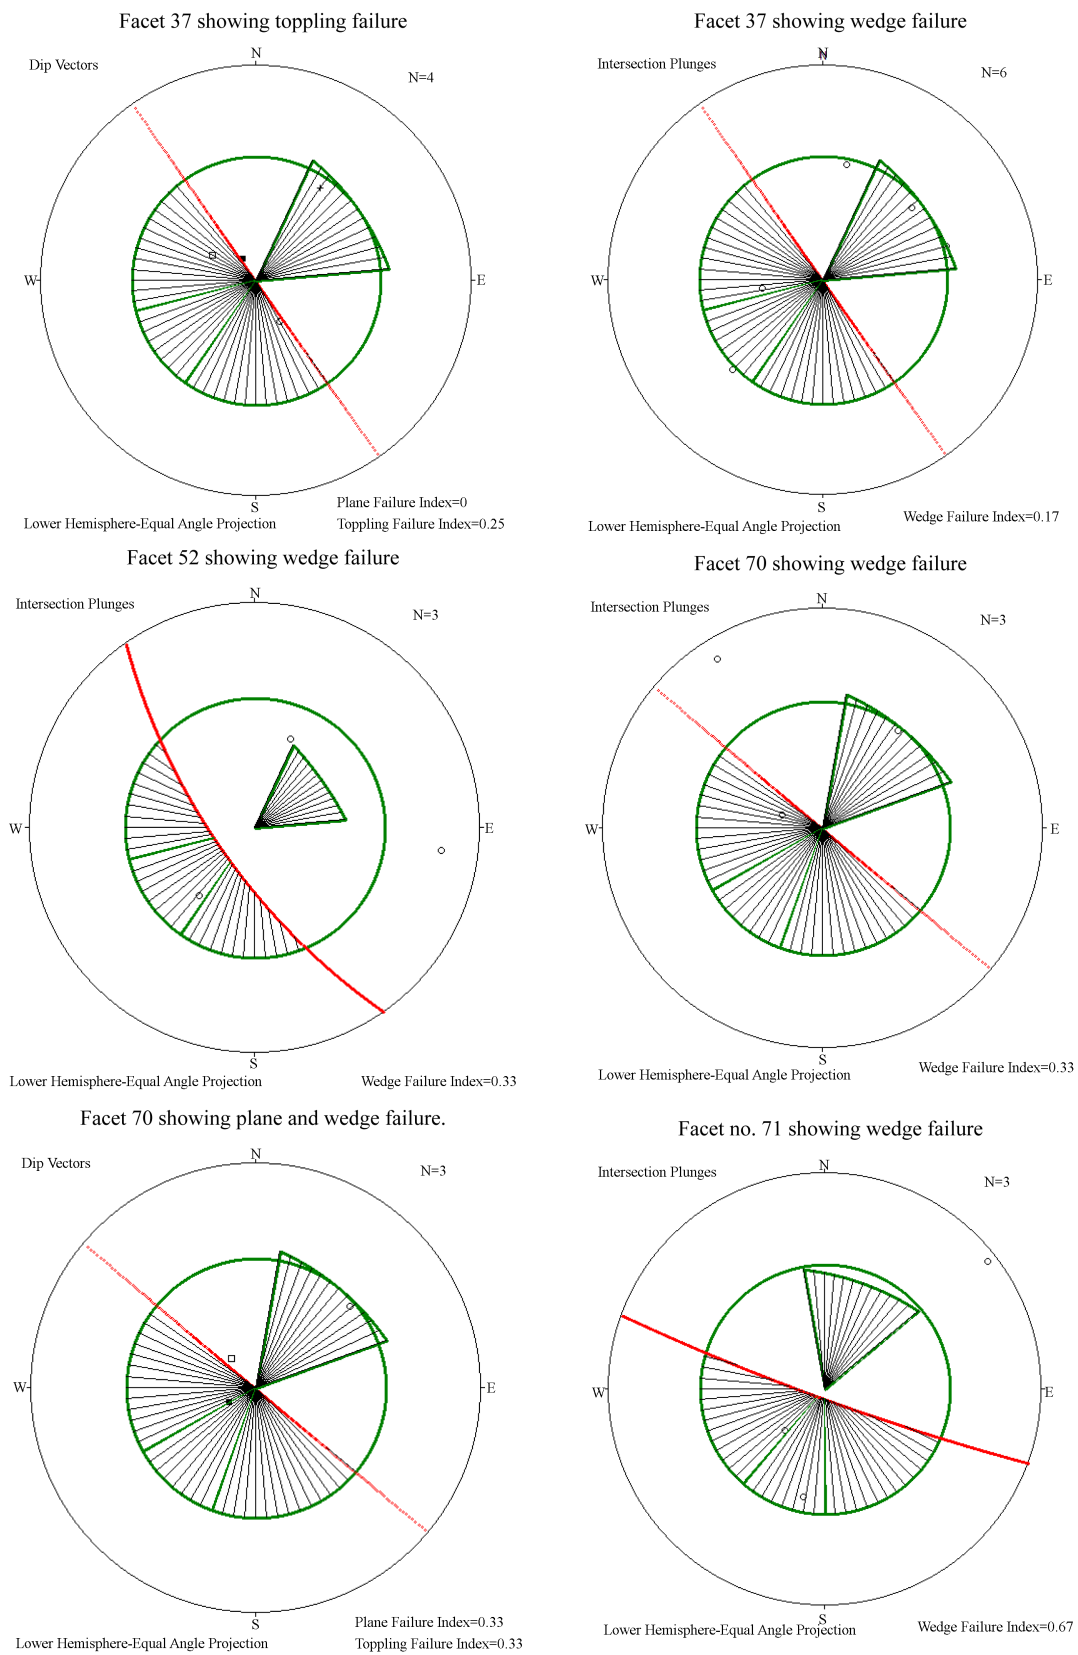 Facet 37 showing toppling failure
Dip Vectors
N
N=4
W
E
S
Plane Failure Index=0
Lower Hemisphere-Equal Angle Projection
Toppling Failure Index=0.25
Facet 37 showing wedge failure
Intersection Plunges
N
N=6
W
E
S
Wedge Failure Index=0.17
Lower Hemisphere-Equal Angle Projection
Facet 52 showing wedge failure
Intersection Plunges
N
N=3
W
E
S
Lower Hemisphere-Equal Angle Projection
Wedge Failure Index=0.33
Facet 70 showing wedge failure
Intersection Plunges
N
N=3
W
E
S
Wedge Failure Index=0.33
Lower Hemisphere-Equal Angle Projection
Facet 70 showing plane and wedge failure.
Dip Vectors
N
N=3
W
E
S
Plane Failure Index=0.33
Lower Hemisphere-Equal Angle Projection
Toppling Failure Index=0.33
Facet no. 71 showing wedge failure
Intersection Plunges
N
N=3
W
E
S
Wedge Failure Index=0.67
Lower Hemisphere-Equal Angle Projection